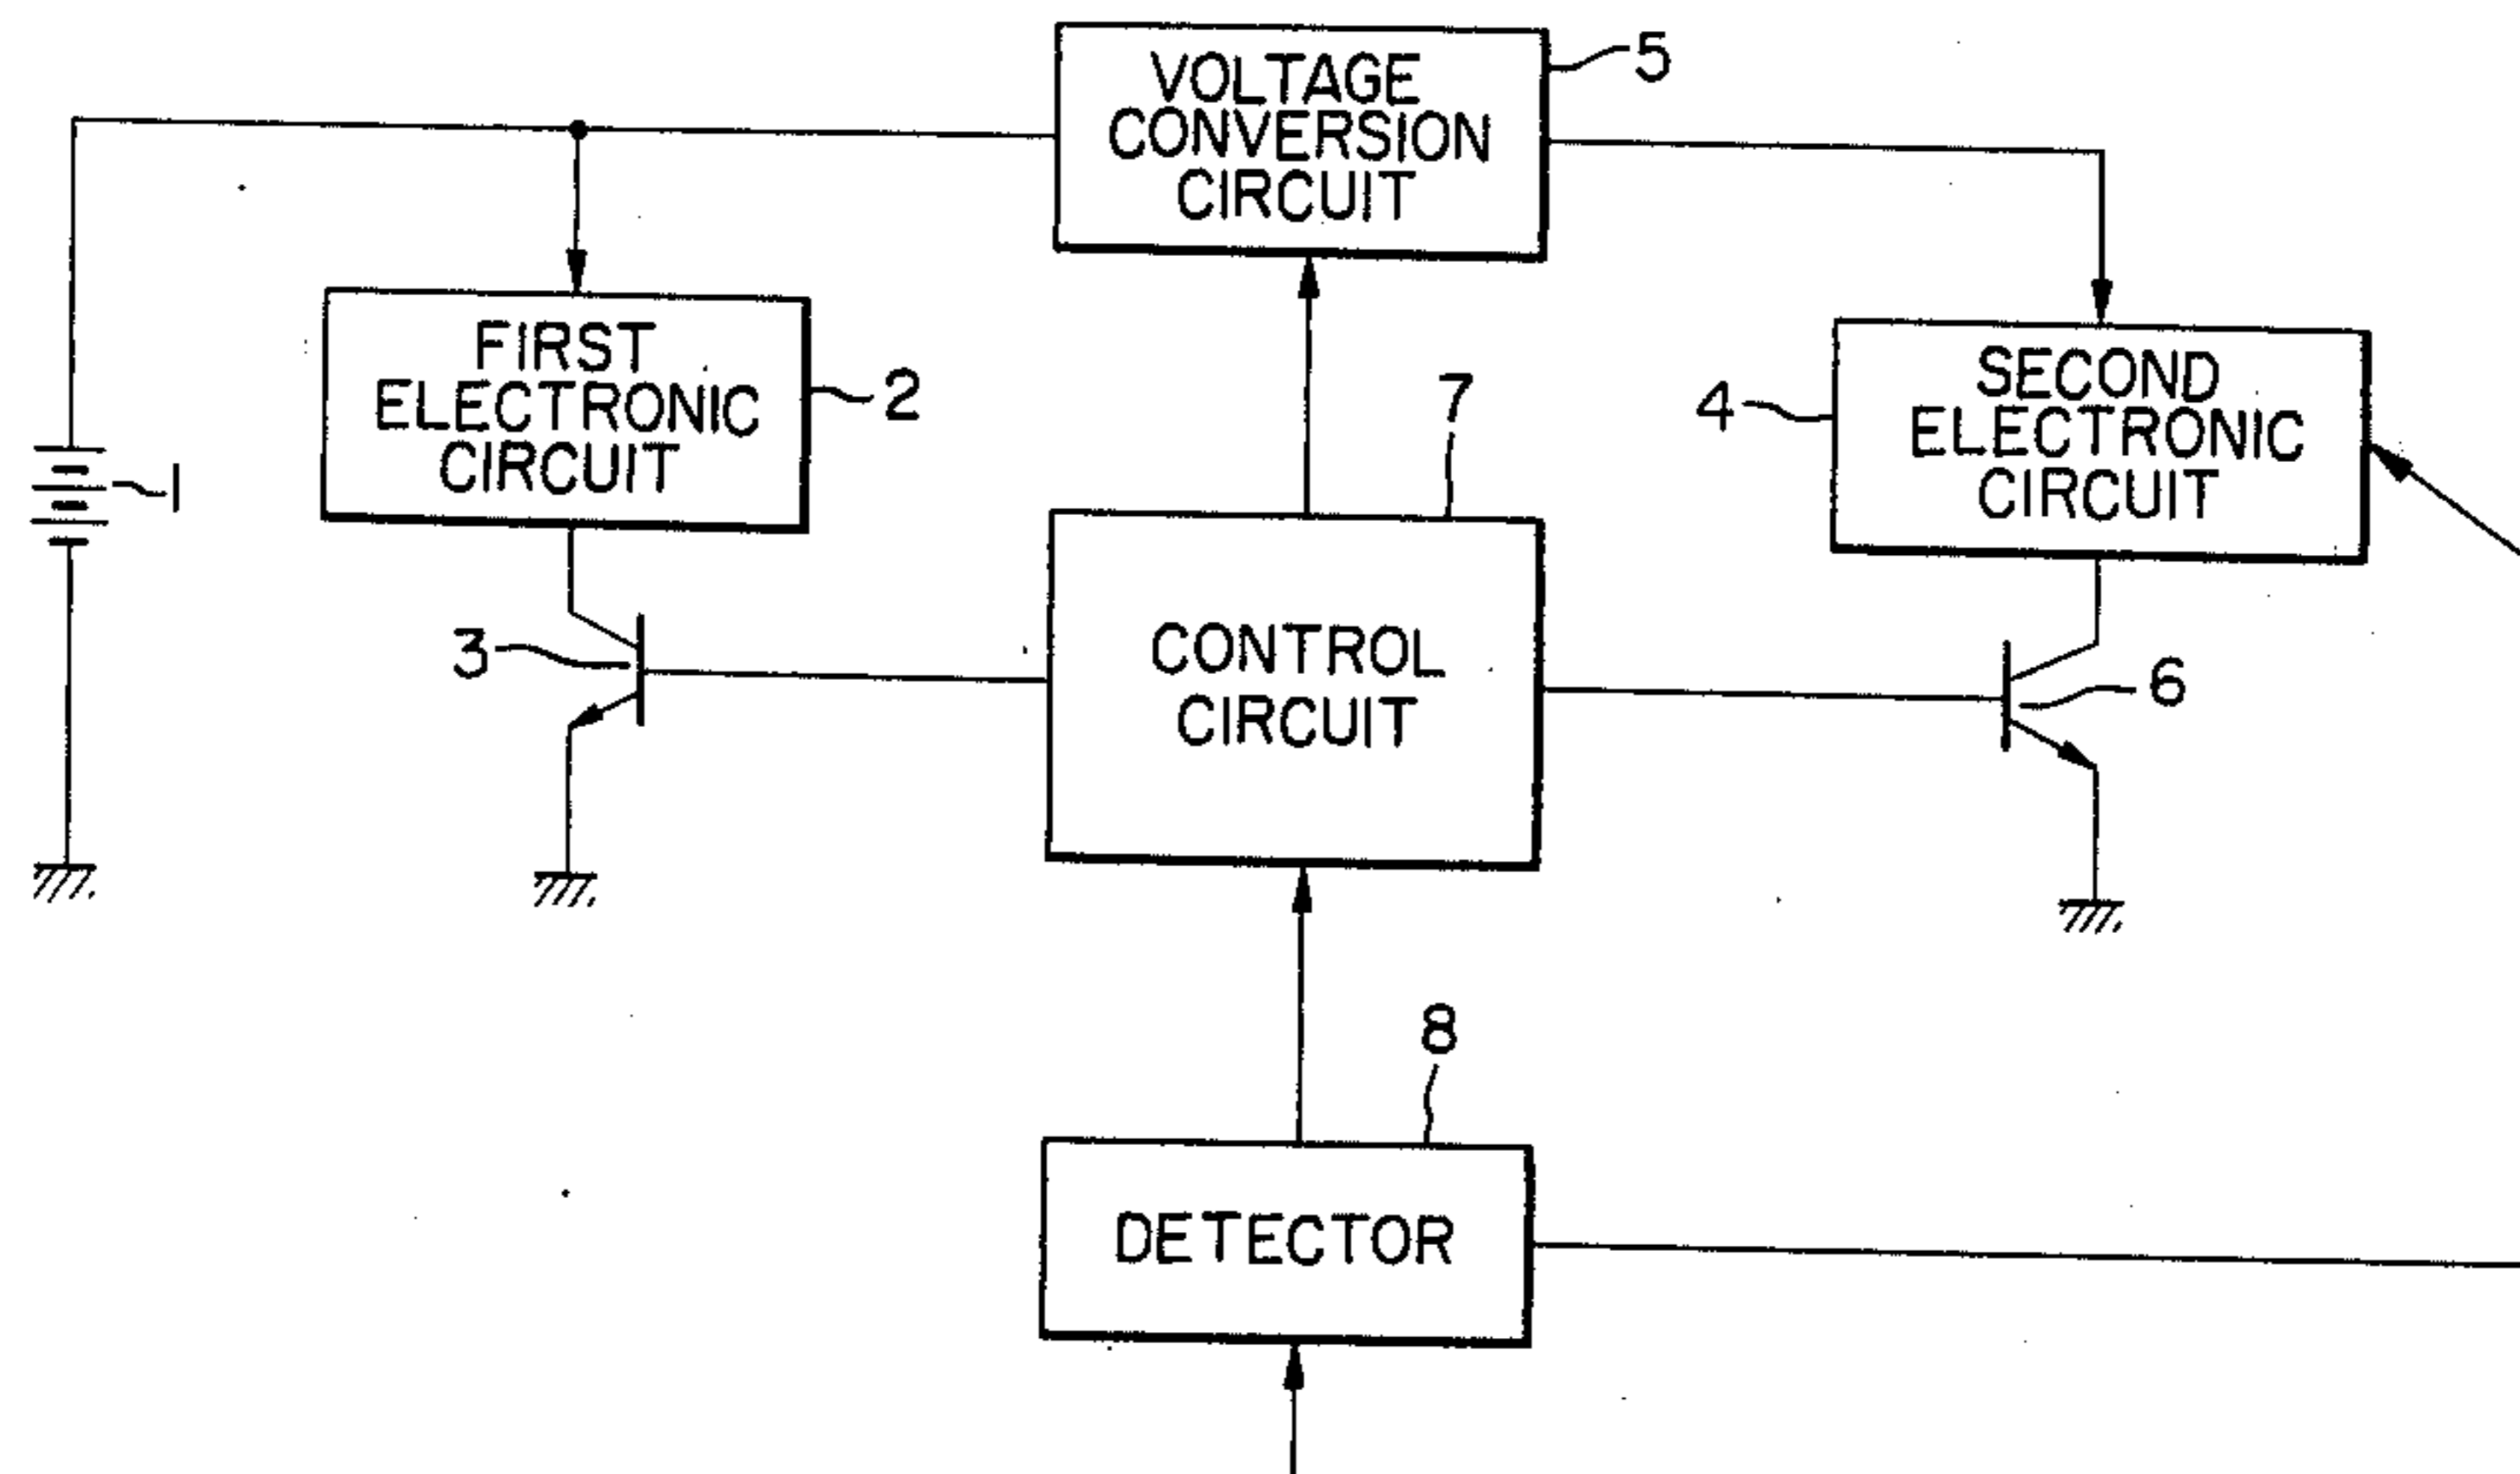 VOLTAGE
CONVERSION
CIRCUIT
5
FIRST
ELECTRONIC
CIRCUIT
2
1
7
4
SECOND
ELECTRONIC
CIRCUIT
3
CONTROL
CIRCUIT
6
8
DETECTOR